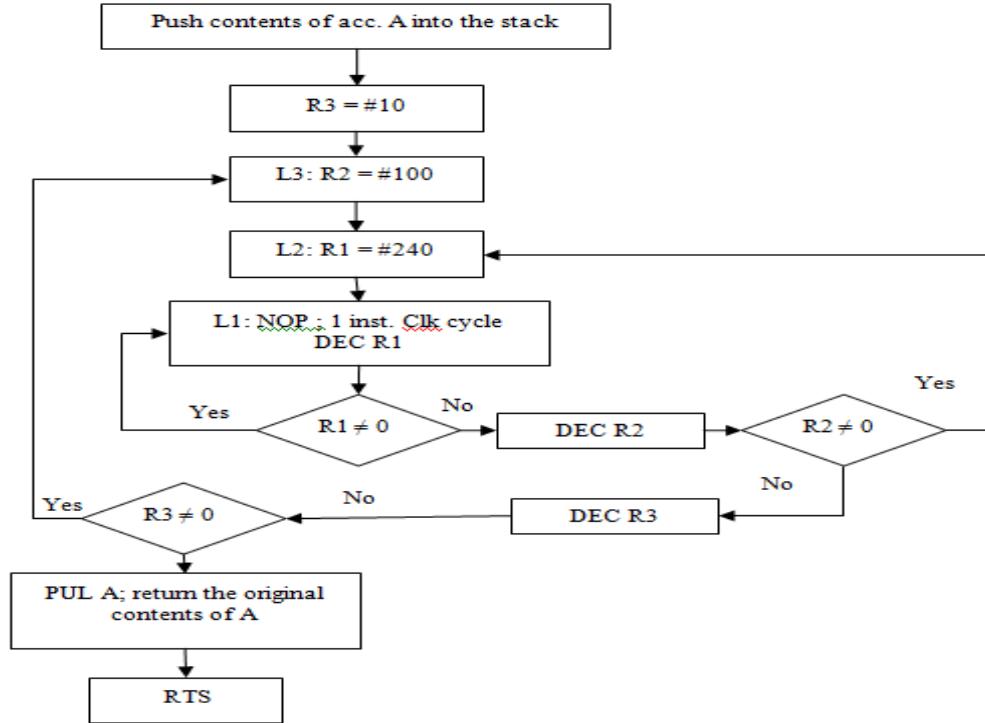 Push contents of acc. A into the stack
R3 = #10
L3: R2 = #100
L2: R1 = #240
L1: NOP ; 1 inst. Clk cycle
DEC R1
Yes
R1 ≠ 0
No
DEC R2
R2 ≠ 0
Yes
No
Yes
R3 ≠ 0
No
DEC R3
PUL A; return the original
contents of A
RTS